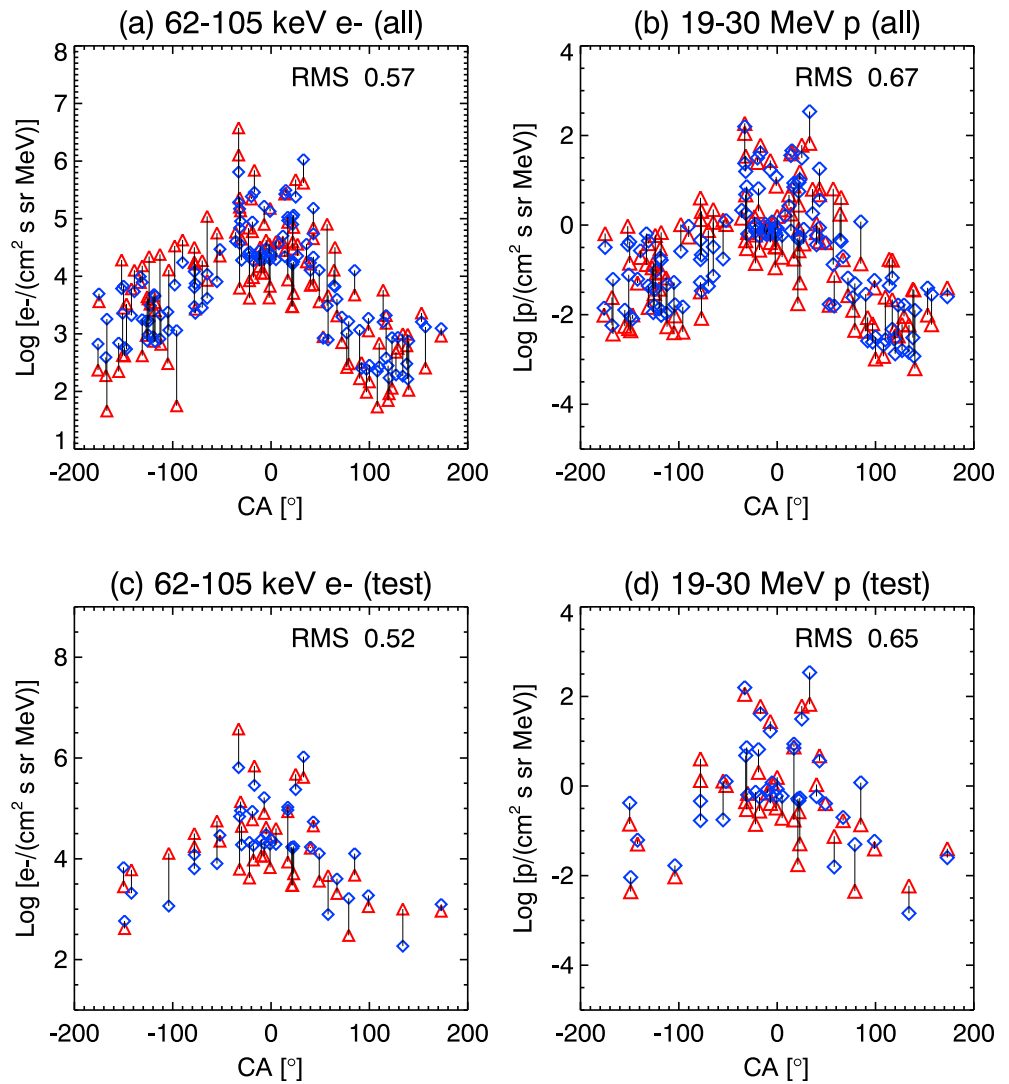 (a) 62-105 keV e- (all)
RMS 0.57
8
7
6
5
4
3
2
1
Log [e-/(cm² s sr MeV)]
-200 -100 0 100 200
CA [°]
(b) 19-30 MeV p (all)
RMS 0.67
4
2
-0
-2
-4
Log [p/(cm² s sr MeV)]
-200 -100 0 100 200
CA [°]
(c) 62-105 keV e- (test)
RMS 0.52
8
6
4
2
Log [e-/(cm² s sr MeV)]
-200 -100 0 100 200
CA [°]
(d) 19-30 MeV p (test)
RMS 0.65
4
2
-0
-2
-4
Log [p/(cm² s sr MeV)]
-200 -100 0 100 200
CA [°]